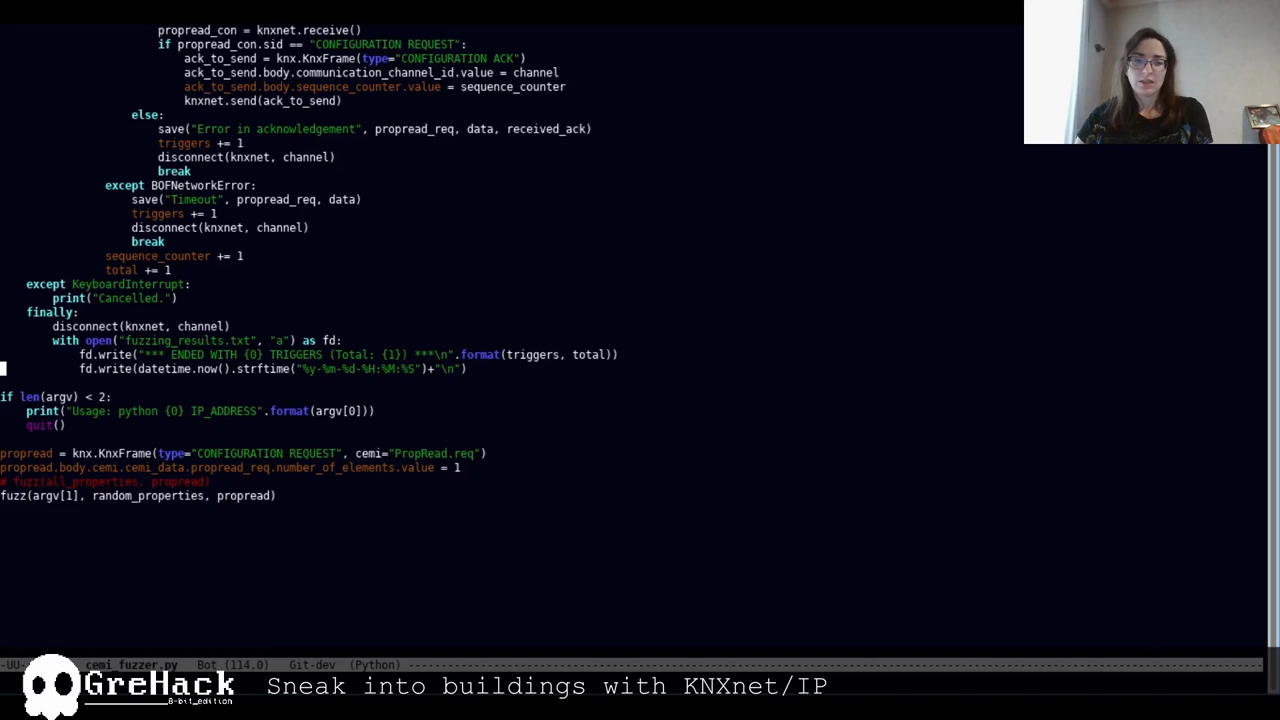 propread_con = knxnet.receive()
if propread_con.sid == "CONFIGURATION REQUEST":
ack_to_send = knx.KnxFrame(type="CONFIGURATION ACK")
ack_to_send.body.communication_channel_id.value = channel
ack_to_send.body.sequence_counter.value = sequence_counter
knxnet.send(ack_to_send)
else:
save("Error in acknowledgement", propread_req, data, received_ack)
triggers += 1
disconnect(knxnet, channel)
break
except BOFNetworkError:
save("Timeout", propread_req, data)
triggers += 1
disconnect(knxnet, channel)
break
sequence_counter += 1
total += 1
except KeyboardInterrupt:
print("Cancelled.")
finally:
disconnect(knxnet, channel)
with open("fuzzing_results.txt", "a") as fd:
fd.write("*** ENDED WITH {0} TRIGGERS (Total: {1}) ***\n".format(triggers, total))
fd.write(datetime.now().strftime("%y-%m-%d-%H:%M:%S")+"\n")
if len(argv) < 2:
print("Usage: python {0} IP_ADDRESS".format(argv[0]))
quit()
propread = knx.KnxFrame(type="CONFIGURATION REQUEST", cemi="PropRead.req")
propread.body.cemi.cemi_data.propread_req.number_of_elements.value = 1
# fuzz(all_properties, propread)
fuzz(argv[1], random_properties, propread)
-UU- cemi_fuzzer.py Bot (114,0) Git-dev (Python) ----
GreHack
8-bit_edition
Sneak into buildings with KNXnet/IP